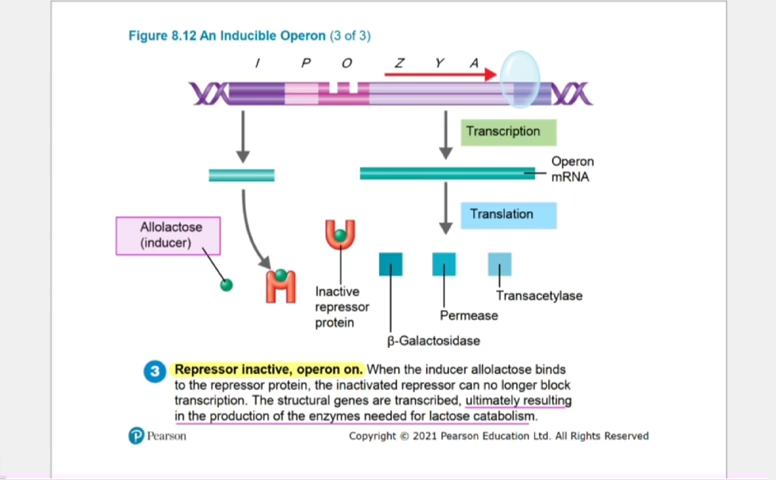 Figure 8.12 An Inducible Operon (3 of 3)
I P O Z Y A
Transcription
Operon
mRNA
Translation
Allolactose
(inducer)
Inactive
repressor
protein
Transacetylase
Permease
β-Galactosidase
3 Repressor inactive, operon on. When the inducer allolactose binds
to the repressor protein, the inactivated repressor can no longer block
transcription. The structural genes are transcribed, ultimately resulting
in the production of the enzymes needed for lactose catabolism.
P Pearson
Copyright © 2021 Pearson Education Ltd. All Rights Reserved